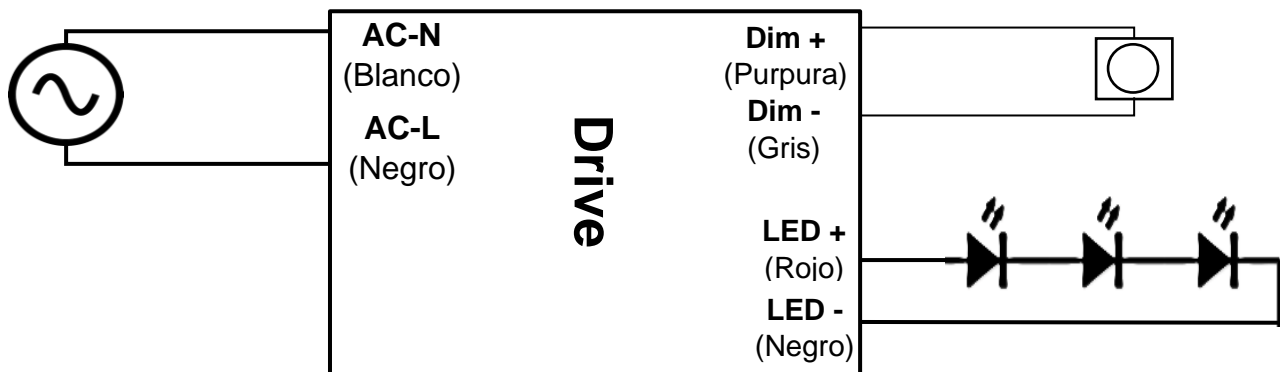 AC-N
(Blanco)
AC-L
(Negro)
Drive
Dim +
(Purpura)
Dim -
(Gris)
LED +
(Rojo)
LED -
(Negro)